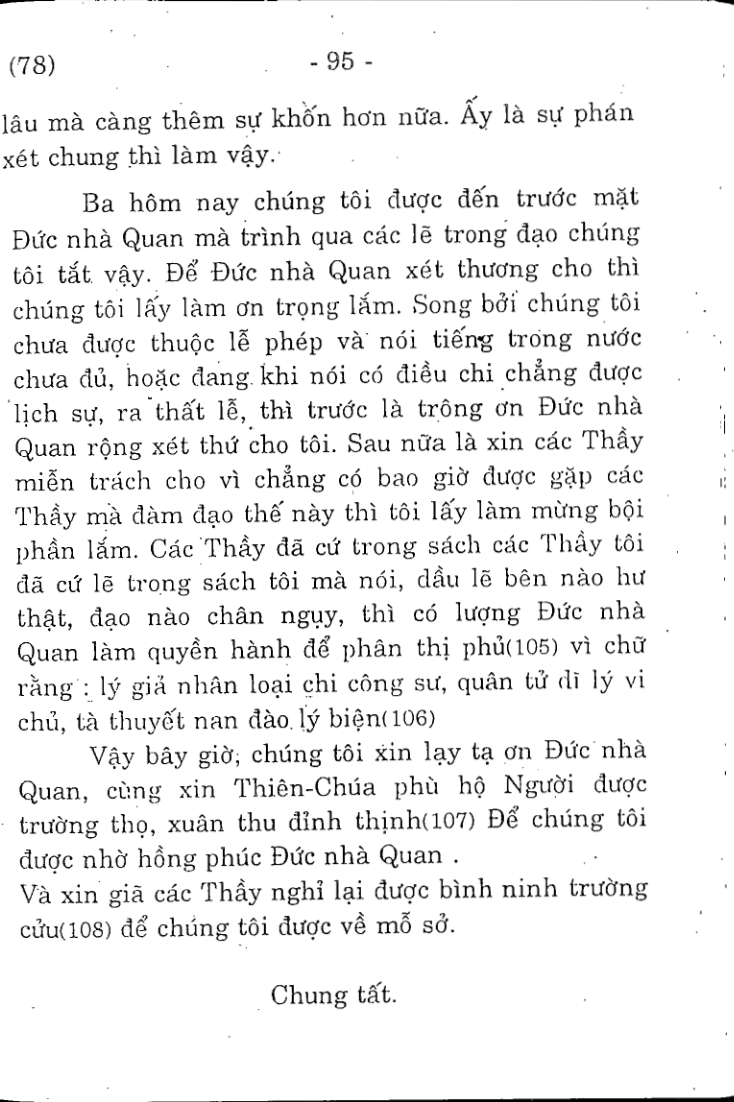 (78)
- 95 -
lâu mà càng thêm sự khốn hơn nữa. Ấy là sự phán
xét chung thì làm vậy.
Ba hôm nay chúng tôi được đến trước mặt
Đức nhà Quan mà trình qua các lẽ trong đạo chúng
tôi tắt vậy. Để Đức nhà Quan xét thương cho thì
chúng tôi lấy làm ơn trọng lắm. Song bởi chúng tôi
chưa được thuộc lễ phép và nói tiếng trong nước
chưa đủ, hoặc đang khi nói có điều chi chẳng được
lịch sự, ra thất lễ, thì trước là trông ơn Đức nhà
Quan rộng xét thứ cho tôi. Sau nữa là xin các Thầy
miễn trách cho vì chẳng có bao giờ được gặp các
Thầy mà đàm đạo thế này thì tôi lấy làm mừng bội
phần lắm. Các Thầy đã cứ trong sách các Thầy tôi
đã cứ lẽ trong sách tôi mà nói, dầu lẽ bên nào hư
thật, đạo nào chân ngụy, thì có lượng Đức nhà
Quan làm quyền hành để phân thị phủ(105) vì chữ
rằng : lý giả nhân loại chi công sư, quân tử dĩ lý vi
chủ, tà thuyết nan đào lý biện(106)
Vậy bây giờ, chúng tôi xin lạy tạ ơn Đức nhà
Quan, cùng xin Thiên-Chúa phù hộ Người được
trường thọ, xuân thu đỉnh thịnh(107) Để chúng tôi
được nhờ hồng phúc Đức nhà Quan .
Và xin giã các Thầy nghỉ lại được bình ninh trường
cửu(108) để chúng tôi được về mỗ sở.
Chung tất.